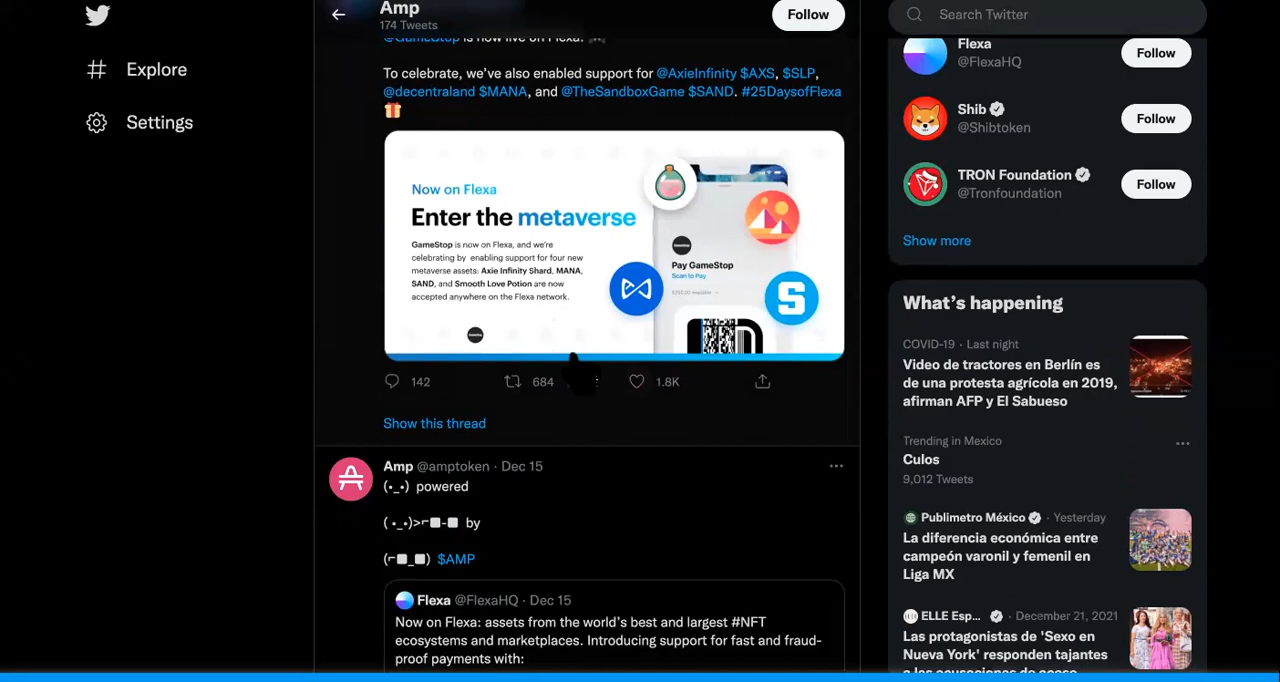 Explore
Settings
Amp
174 Tweets
Follow
@GameStop is now live on Flexa.
To celebrate, we've also enabled support for @AxieInfinity $AXS, $SLP,
@decentraland $MANA, and @TheSandboxGame $SAND. #25DaysofFlexa
🎁
Now on Flexa
Enter the metaverse
GameStop is now on Flexa, and we're
celebrating by enabling support for four new
metaverse assets: Axie Infinity Shard, MANA,
SAND, and Smooth Love Potion are now
accepted anywhere on the Flexa network.
Pay GameStop
Scan to Pay
142
684
1.8K
Show this thread
Amp @amptoken · Dec 15
(•_•) powered
( •_•)>⌐■-■ by
(⌐■_■) $AMP
Flexa @FlexaHQ · Dec 15
Now on Flexa: assets from the world's best and largest #NFT
ecosystems and marketplaces. Introducing support for fast and fraud-
proof payments with:
Search Twitter
Flexa
@FlexaHQ
Follow
Shib
@Shibtoken
Follow
TRON Foundation
@Tronfoundation
Follow
Show more
What's happening
COVID-19 · Last night
Video de tractores en Berlín es
de una protesta agrícola en 2019,
afirman AFP y El Sabueso
Trending in Mexico
Culos
9,012 Tweets
Publimetro México · Yesterday
La diferencia económica entre
campeón varonil y femenil en
Liga MX
ELLE Esp... · December 21, 2021
Las protagonistas de 'Sexo en
Nueva York' responden tajantes
a las acusaciones de acoso